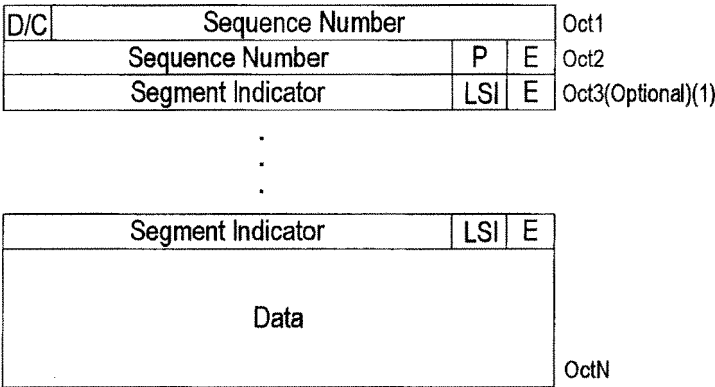 D/C Sequence Number Oct1
Sequence Number P E Oct2
Segment Indicator LSI E Oct3(Optional)(1)
Segment Indicator LSI E
Data
OctN